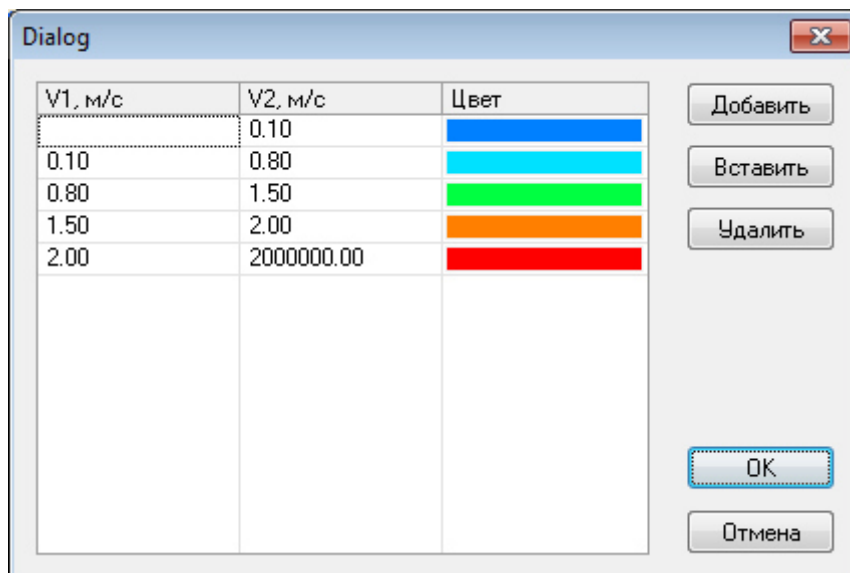 Dialog
V1, м/с V2, м/с Цвет
0.10
0.10 0.80
0.80 1.50
1.50 2.00
2.00 2000000.00
Добавить
Вставить
Удалить
OK
Отмена